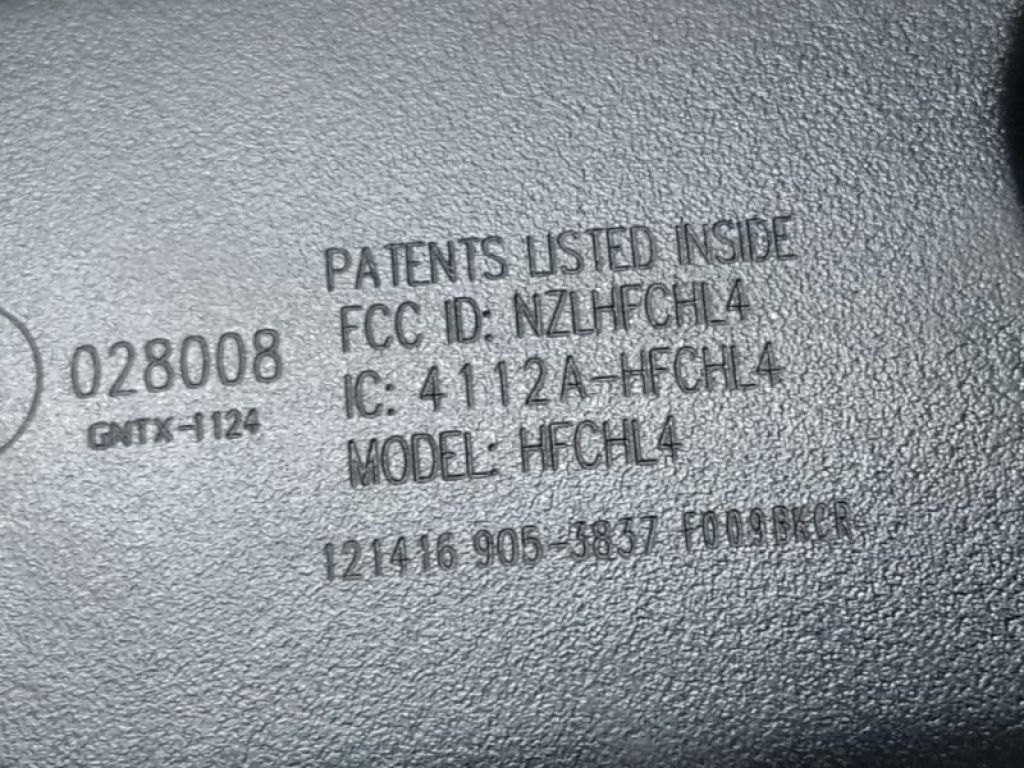 PATENTS LISTED INSIDE
FCC ID: NZLHFCHL4
028008
IC: 4112A-HFCHL4
GNTX-1124
MODEL: HFCHL4
121416 905-3837 F009BKCR